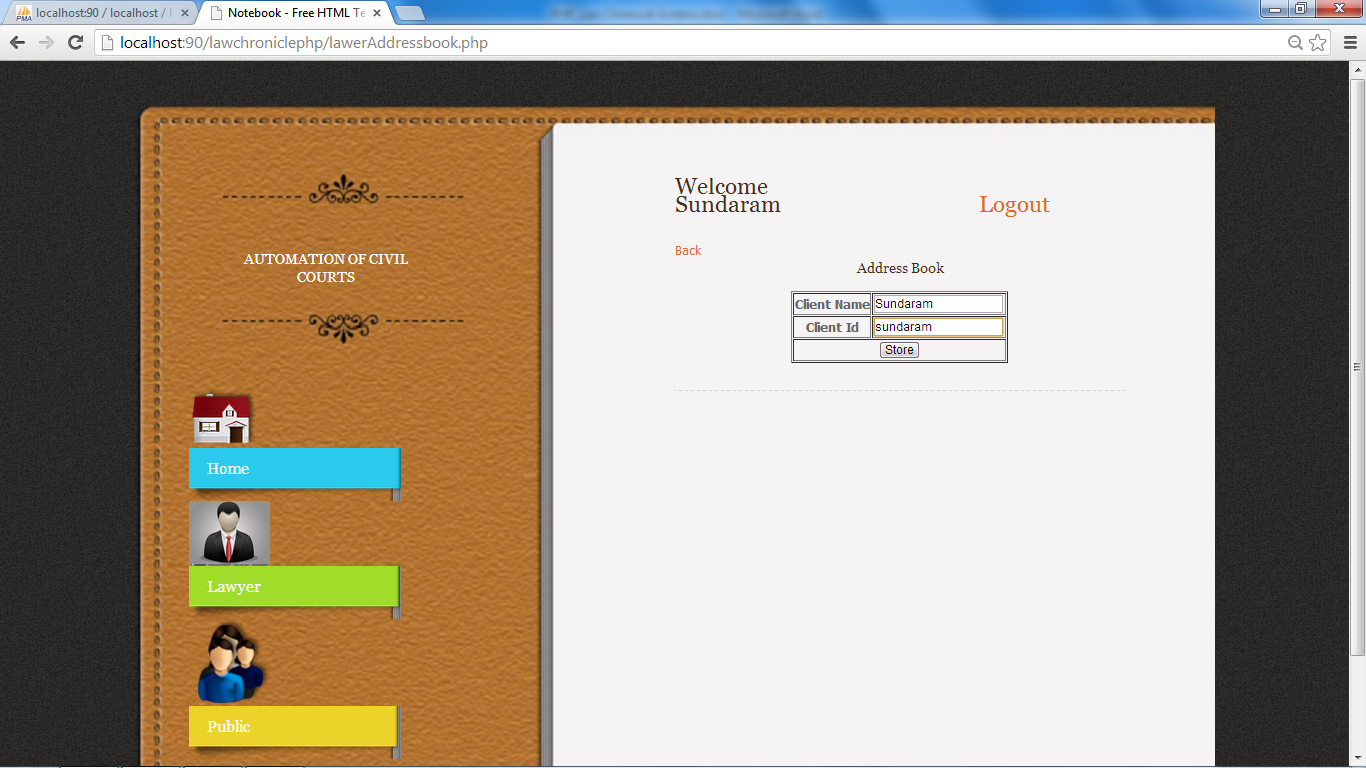 localhost:90 / localhost / l
Notebook - Free HTML Te
localhost:90/lawchroniclephp/lawerAddressbook.php
AUTOMATION OF CIVIL
COURTS
Home
Lawyer
Public
Welcome
Sundaram
Logout
Back
Address Book
Client Name Sundaram
Client Id sundaram
Store